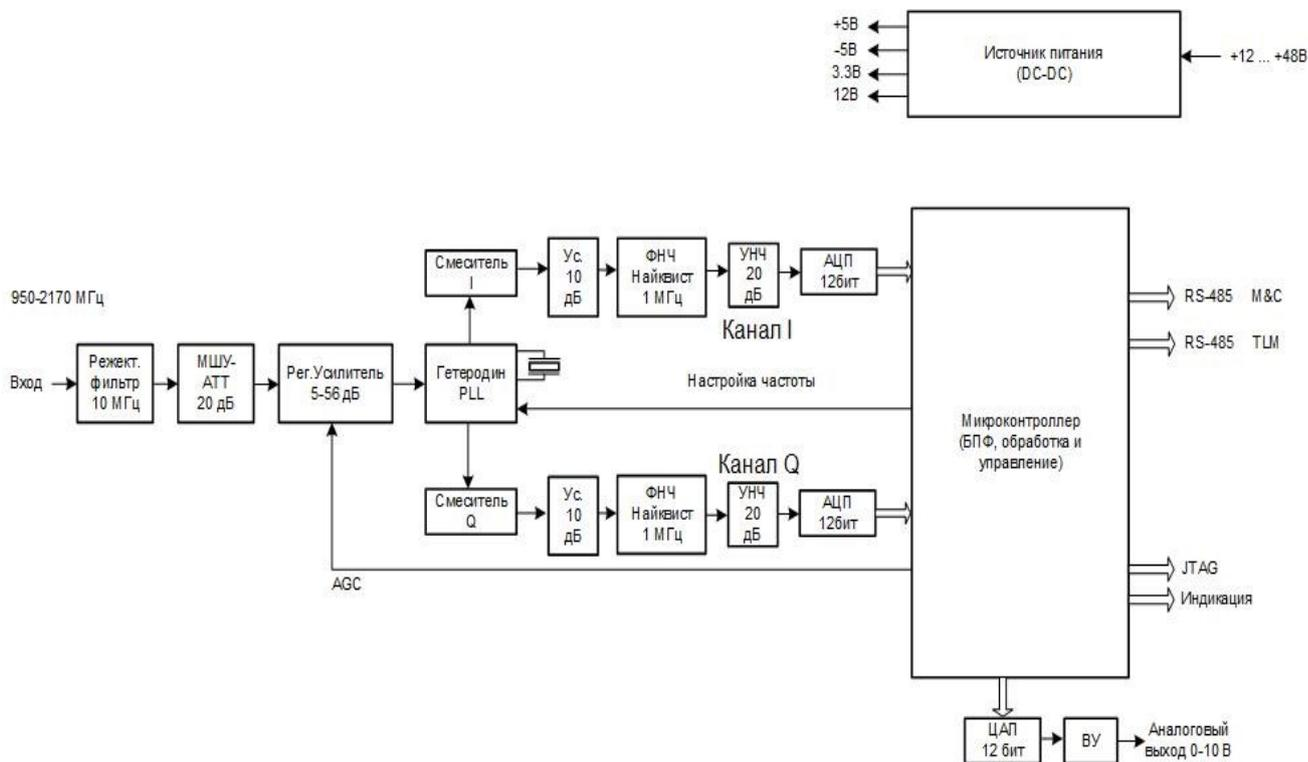 +5В
-5В
3.3В
12В
Источник питания
(DC-DC)
+12 ... +48В
950-2170 МГц
Вход
Режект.
фильтр
10 МГц
МШУ-
АТТ
20 дБ
Рег.Усилитель
5-56 дБ
Гетеродин
PLL
Смеситель
I
Ус.
10
дБ
ФНЧ
Найквист
1 МГц
УНЧ
20
дБ
АЦП
12бит
Канал I
Настройка частоты
Канал Q
Смеситель
Q
Ус.
10
дБ
ФНЧ
Найквист
1 МГц
УНЧ
20
дБ
АЦП
12бит
AGC
Микроконтроллер
(БПФ, обработка и
управление)
RS-485 M&C
RS-485 TLM
JTAG
Индикация
ЦАП
12 бит
ВУ
Аналоговый
выход 0-10 В